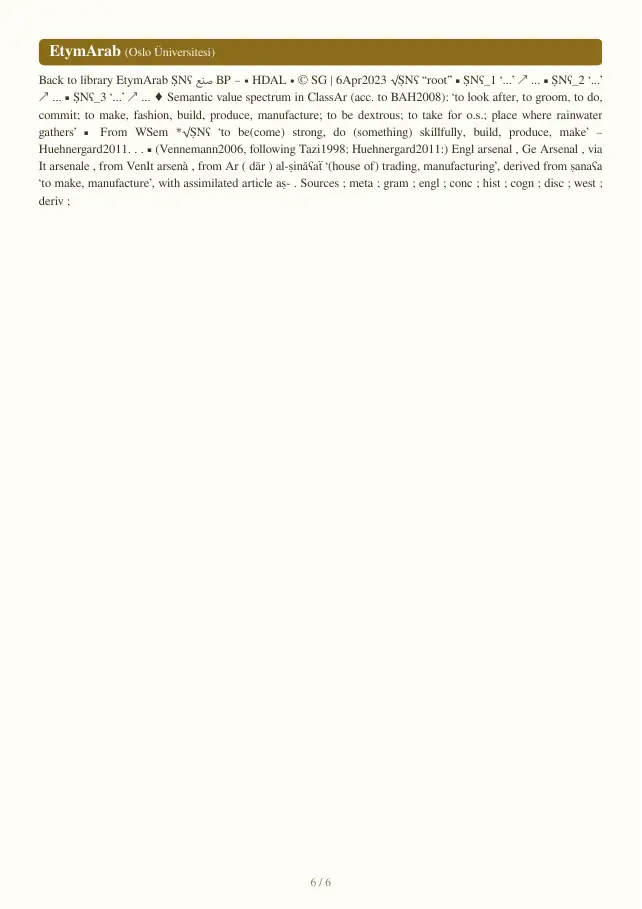 EtymArab (Oslo Üniversitesi)
Back to library EtymArab ṢNʕ صنع BP – • HDAL • © SG | 6Apr2023 √ṢNʕ “root” ▪ ṢNʕ_1 ‘...’ ↗ ... ▪ ṢNʕ_2 ‘...’
↗ ... ▪ ṢNʕ_3 ‘...’ ↗ ... ♦ Semantic value spectrum in ClassAr (acc. to BAH2008): ‘to look after, to groom, to do,
commit; to make, fashion, build, produce, manufacture; to be dextrous; to take for o.s.; place where rainwater
gathers’ ▪ From WSem *√ṢNʕ ‘to be(come) strong, do (something) skillfully, build, produce, make’ –
Huehnergard2011. . . ▪ (Vennemann2006, following Tazi1998; Huehnergard2011:) Engl arsenal , Ge Arsenal , via
It arsenale , from VenIt arsenà , from Ar ( dār ) al-ṣināʕaẗ ‘(house of) trading, manufacturing’, derived from ṣanaʕa
‘to make, manufacture’, with assimilated article aṣ- . Sources ; meta ; gram ; engl ; conc ; hist ; cogn ; disc ; west ;
deriv ;
6 / 6